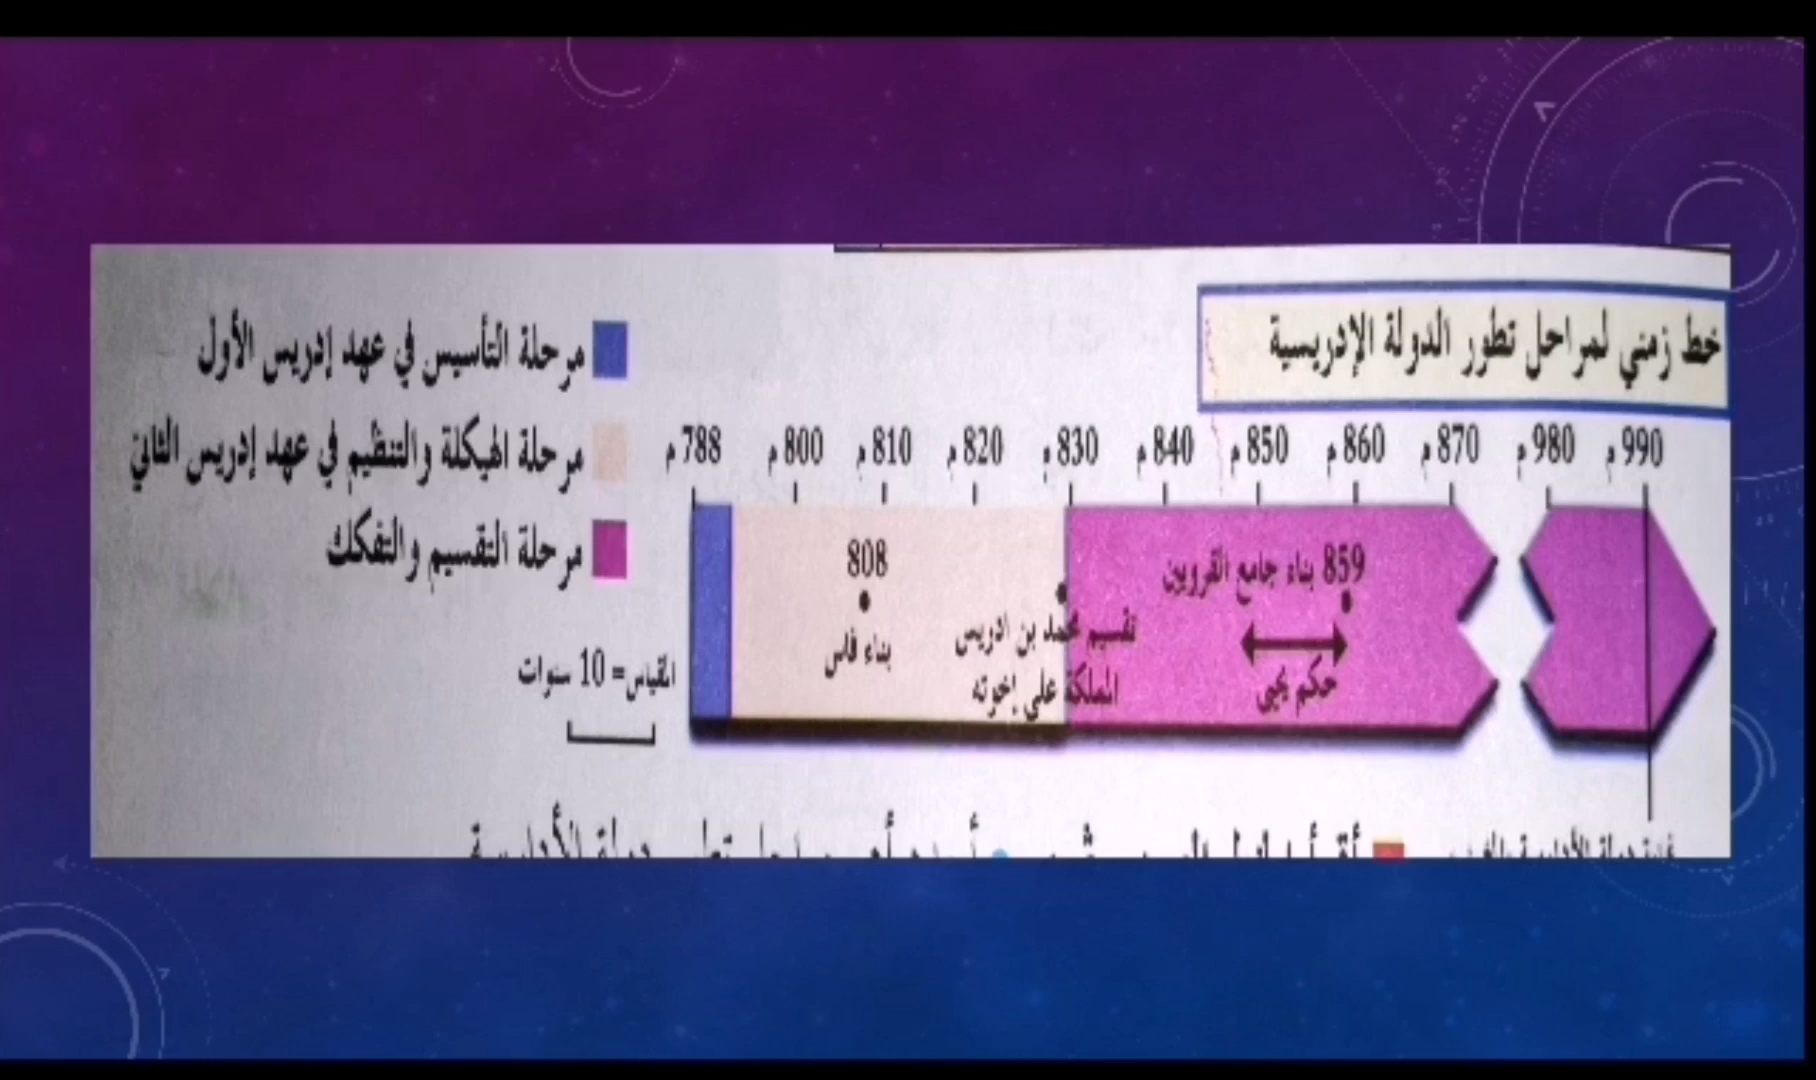 خط زمني لمراحل تطور الدولة الإدريسية
مرحلة التأسيس في عهد إدريس الأول
مرحلة الهيكلة والتنظيم في عهد إدريس الثاني
مرحلة التقسيم والتفكك
788 م 800 م 810 م 820 م 830 م 840 م 850 م 860 م 870 م 980 م 990 م
808
بناء فاس
859 بناء جامع القرويين
تقسيم محمد بن ادريس
المملكة على إخوته
حكم يحيى
المقياس= 10 سنوات